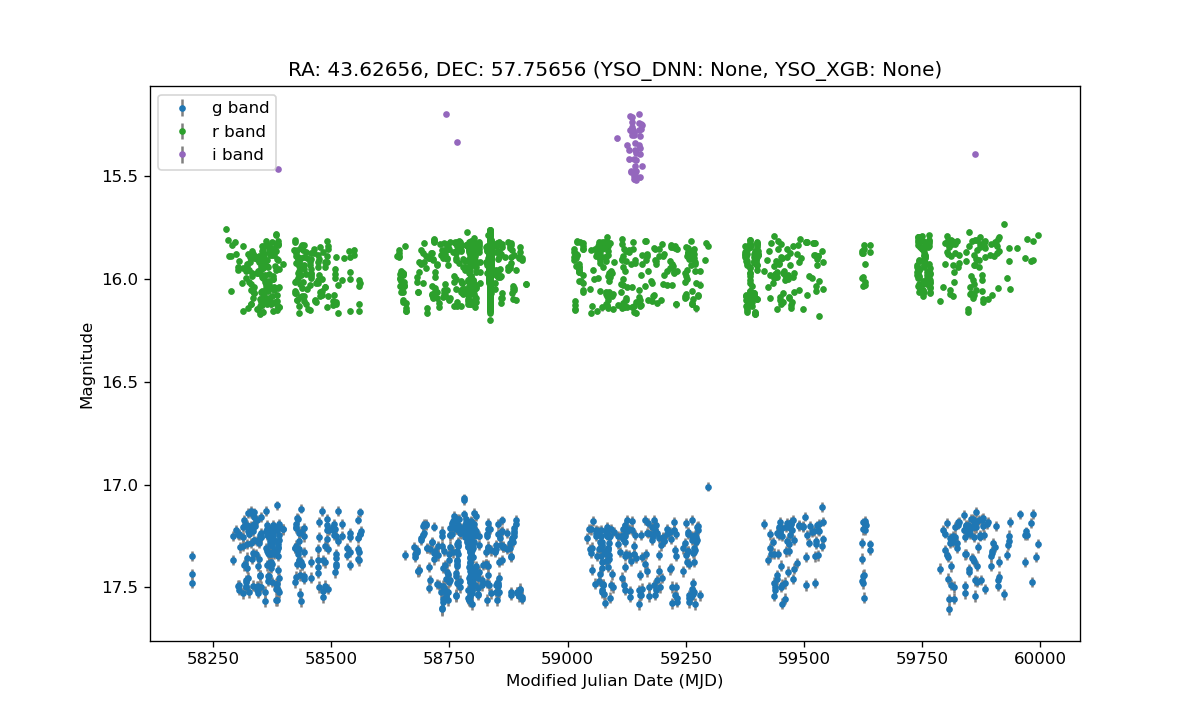 RA: 43.62656, DEC: 57.75656 (YSO_DNN: None, YSO_XGB: None)
g band
r band
i band
15.5
16.0
16.5
17.0
17.5
Magnitude
58250 58500 58750 59000 59250 59500 59750 60000
Modified Julian Date (MJD)